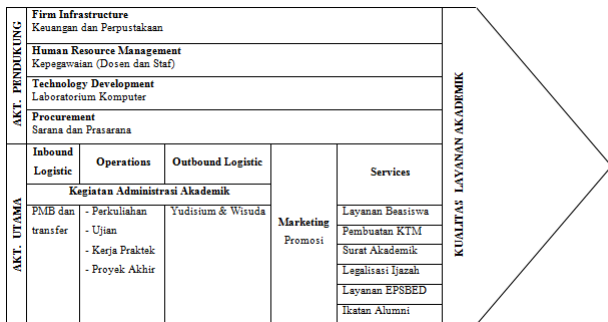 AKT. PENDUKUNG
Firm Infrastructure
Keuangan dan Perpustakaan
Human Resource Management
Kepegawaian (Dosen dan Staf)
Technology Development
Laboratorium Komputer
Procurement
Sarana dan Prasarana
AKT. UTAMA
Inbound
Logistic
Operations
Outbound Logistic
Kegiatan Administrasi Akademik
PMB dan
transfer
- Perkuliahan
- Ujian
- Kerja Praktek
- Proyek Akhir
Yudisium & Wisuda
Marketing
Promosi
Services
Layanan Beasiswa
Pembuatan KTM
Surat Akademik
Legalisasi Ijazah
Layanan EPSBED
Ikatan Alumni
KUALITAS LAYANAN AKADEMIK